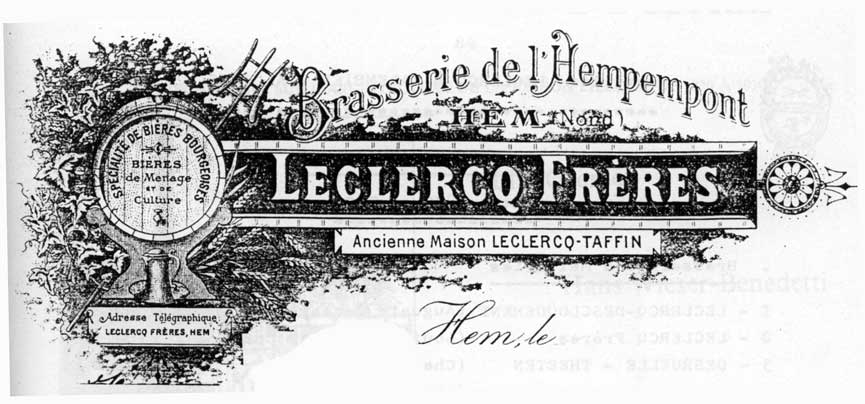 Brasserie de l'Hempempont
HEM (Nord)
SPÉCIALITÉ DE BIÈRES BOURGEOISES
BIÈRES
de Menage
ET DE
Culture
LECLERCQ FRÈRES
Ancienne Maison LECLERCQ-TAFFIN
Adresse Télégraphique
LECLERCQ FRÈRES, HEM
Hem, le